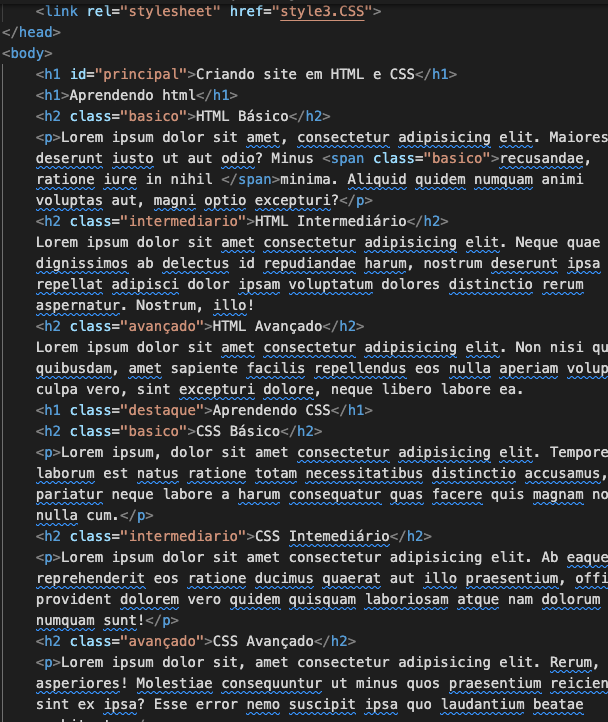 <link rel="stylesheet" href="style3.CSS">
</head>
<body>
<h1 id="principal">Criando site em HTML e CSS</h1>
<h1>Aprendendo html</h1>
<h2 class="basico">HTML Básico</h2>
<p>Lorem ipsum dolor sit amet, consectetur adipisicing elit. Maiores
deserunt iusto ut aut odio? Minus <span class="basico">recusandae,
ratione iure in nihil </span>minima. Aliquid quidem numquam animi
voluptas aut, magni optio excepturi?</p>
<h2 class="intermediario">HTML Intermediário</h2>
Lorem ipsum dolor sit amet consectetur adipisicing elit. Neque quae
dignissimos ab delectus id repudiandae harum, nostrum deserunt ipsa
repellat adipisci dolor ipsam voluptatum dolores distinctio rerum
aspernatur. Nostrum, illo!
<h2 class="avançado">HTML Avançado</h2>
Lorem ipsum dolor sit amet consectetur adipisicing elit. Non nisi qu
quibusdam, amet sapiente facilis repellendus eos nulla aperiam volup
culpa vero, sint excepturi dolore, neque libero labore ea.
<h1 class="destaque">Aprendendo CSS</h1>
<h2 class="basico">CSS Básico</h2>
<p>Lorem ipsum, dolor sit amet consectetur adipisicing elit. Tempore
laborum est natus ratione totam necessitatibus distinctio accusamus,
pariatur neque labore a harum consequatur quas facere quis magnam no
nulla cum.</p>
<h2 class="intermediario">CSS Intemediário</h2>
<p>Lorem ipsum dolor sit amet consectetur adipisicing elit. Ab eaque
reprehenderit eos ratione ducimus quaerat aut illo praesentium, offi
provident dolorem vero quidem quisquam laboriosam atque nam dolorum
numquam sunt!</p>
<h2 class="avançado">CSS Avançado</h2>
<p>Lorem ipsum dolor sit, amet consectetur adipisicing elit. Rerum,
asperiores! Molestiae consequuntur ut minus quos praesentium reicien
sint ex ipsa? Esse error nemo suscipit ipsa quo laudantium beatae